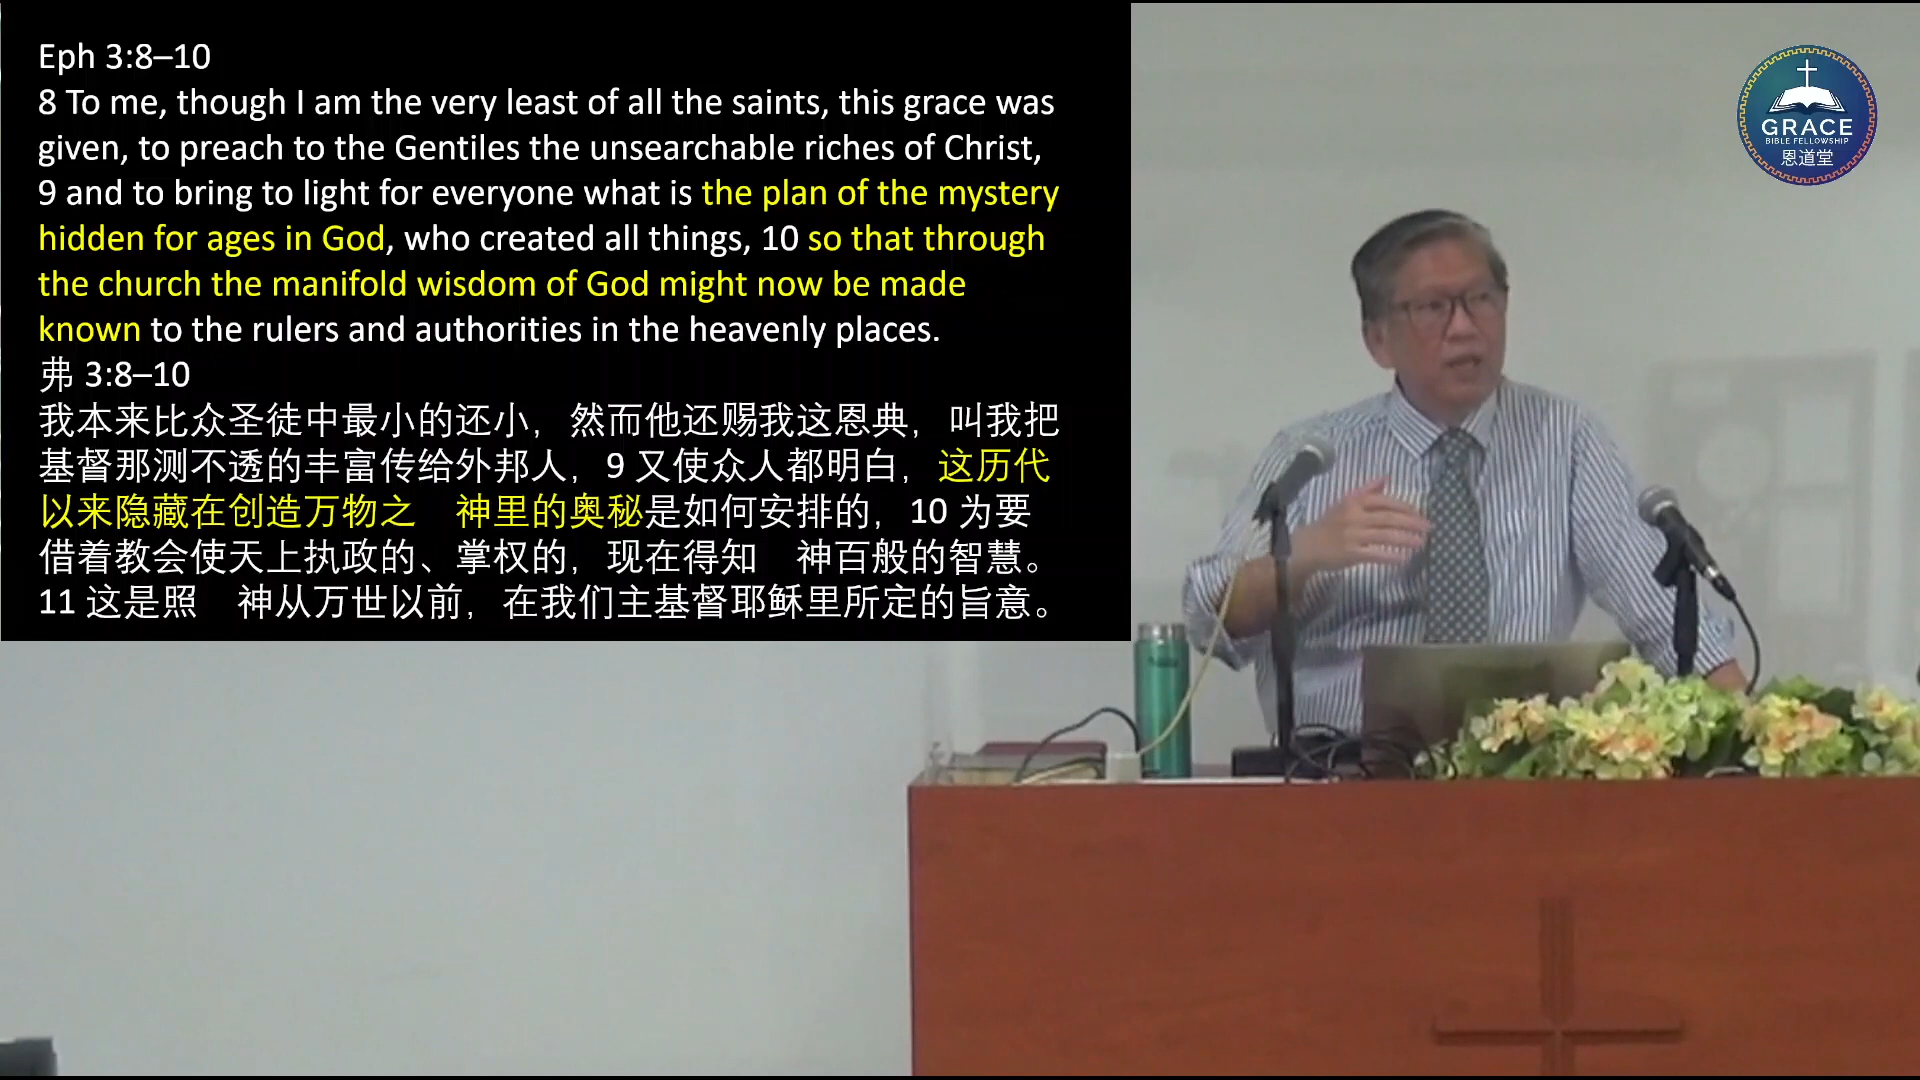 Eph 3:8–10
8 To me, though I am the very least of all the saints, this grace was
given, to preach to the Gentiles the unsearchable riches of Christ,
9 and to bring to light for everyone what is the plan of the mystery
hidden for ages in God, who created all things, 10 so that through
the church the manifold wisdom of God might now be made
known to the rulers and authorities in the heavenly places.
弗 3:8–10
我本来比众圣徒中最小的还小，然而他还赐我这恩典，叫我把
基督那测不透的丰富传给外邦人，9 又使众人都明白，这历代
以来隐藏在创造万物之　神里的奥秘是如何安排的，10 为要
借着教会使天上执政的、掌权的，现在得知　神百般的智慧。
11 这是照　神从万世以前，在我们主基督耶稣里所定的旨意。
GRACE
BIBLE FELLOWSHIP
恩道堂